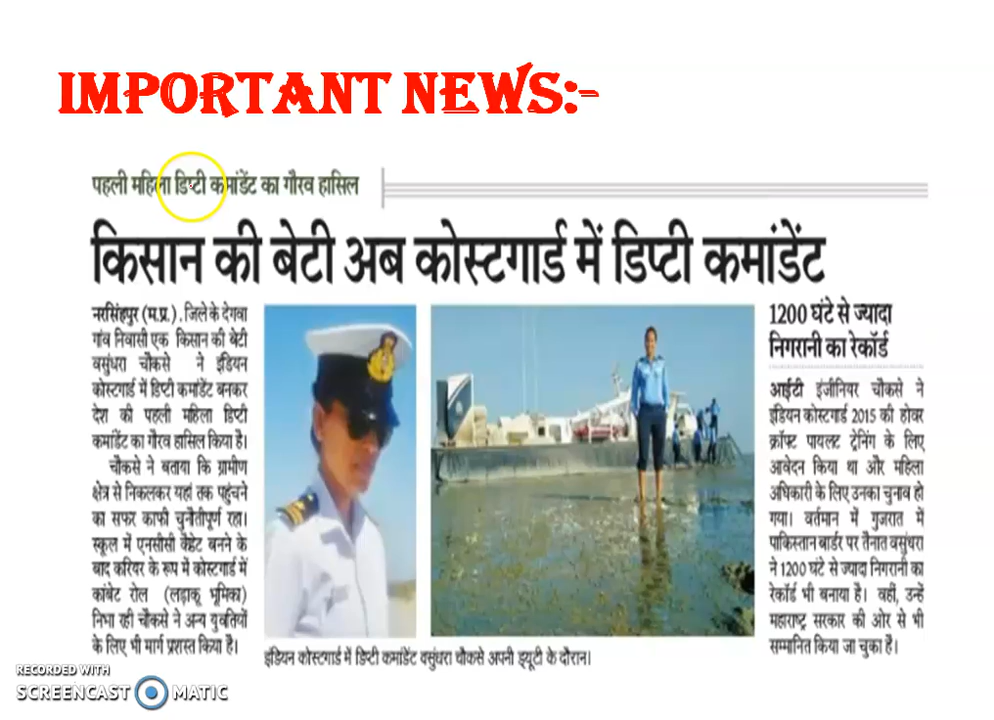 IMPORTANT NEWS:-
पहली महिला डिप्टी कमांडेंट का गौरव हासिल
किसान की बेटी अब कोस्टगार्ड में डिप्टी कमांडेंट
नरसिंहपुर (म.प्र.). जिले के देगवा
गांव निवासी एक किसान की बेटी
वसुंधरा चौकसे ने इंडियन
कोस्टगार्ड में डिप्टी कमांडेंट बनकर
देश की पहली महिला डिप्टी
कमांडेंट का गौरव हासिल किया है।
चौकसे ने बताया कि ग्रामीण
क्षेत्र से निकलकर यहां तक पहुंचने
का सफर काफी चुनौतीपूर्ण रहा।
स्कूल में एनसीसी कैडेट बनने के
बाद करियर के रूप में कोस्टगार्ड में
कांबेट रोल (लड़ाकू भूमिका)
निभा रही चौकसे ने अन्य युवतियों
के लिए भी मार्ग प्रशस्त किया है।
इंडियन कोस्टगार्ड में डिप्टी कमांडेंट वसुंधरा चौकसे अपनी ड्यूटी के दौरान।
1200 घंटे से ज्यादा
निगरानी का रेकॉर्ड
आईटी इंजीनियर चौकसे ने
इंडियन कोस्टगार्ड 2015 की होवर
क्रॉफ्ट पायलट ट्रेनिंग के लिए
आवेदन किया था और महिला
अधिकारी के लिए उनका चुनाव हो
गया। वर्तमान में गुजरात में
पाकिस्तान बार्डर पर तैनात वसुंधरा
ने 1200 घंटे से ज्यादा निगरानी का
रेकॉर्ड भी बनाया है। वहीं, उन्हें
महाराष्ट्र सरकार की ओर से भी
सम्मानित किया जा चुका है।
RECORDED WITH
SCREENCAST MATIC